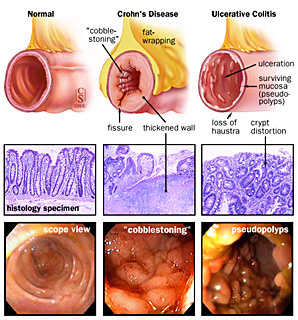 Normal
Crohn's Disease
Ulcerative Colitis
"cobble-
stoning"
fat-
wrapping
ulceration
surviving
mucosa
(pseudo-
polyps)
fissure
thickened wall
loss of
haustra
crypt
distortion
histology specimen
scope view
"cobblestoning"
pseudopolyps